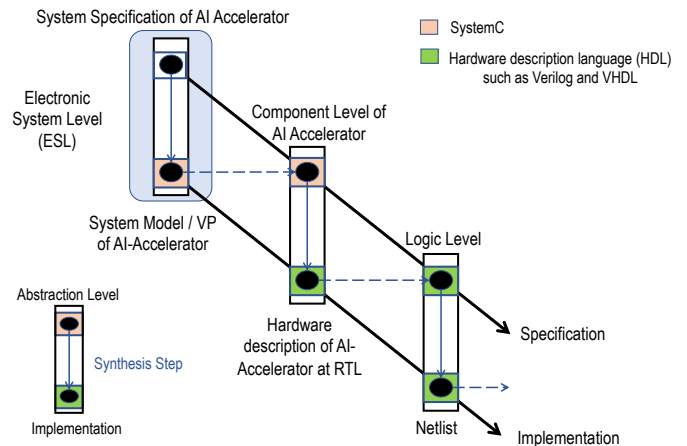 System Specification of AI Accelerator
SystemC
Hardware description language (HDL)
such as Verilog and VHDL
Electronic
System Level
(ESL)
Component Level of
AI Accelerator
System Model / VP
of AI-Accelerator
Logic Level
Abstraction Level
Synthesis Step
Implementation
Hardware
description of AI-
Accelerator at RTL
Specification
Netlist
Implementation